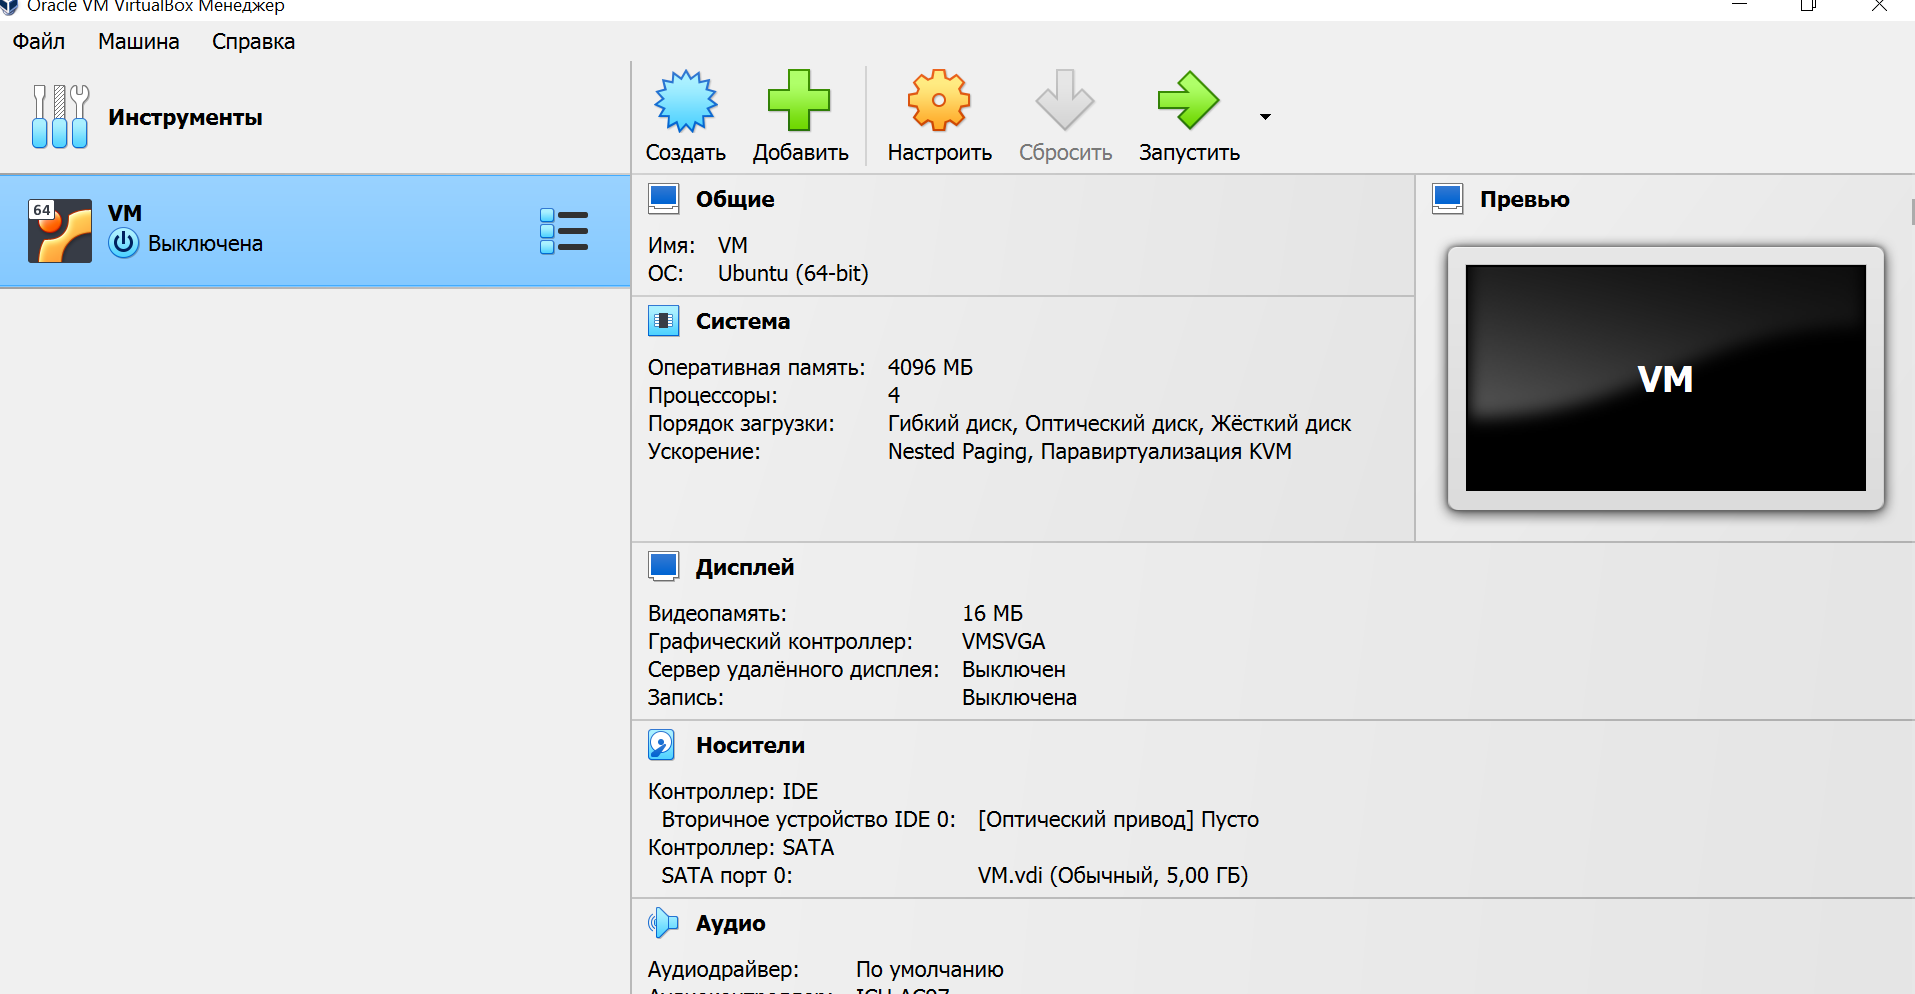 Oracle VM VirtualBox Менеджер
Файл Машина Справка
Инструменты
Создать Добавить Настроить Сбросить Запустить
64
VM
Выключена
Общие
Имя: VM
ОС: Ubuntu (64-bit)
Превью
VM
Система
Оперативная память: 4096 МБ
Процессоры: 4
Порядок загрузки: Гибкий диск, Оптический диск, Жёсткий диск
Ускорение: Nested Paging, Паравиртуализация KVM
Дисплей
Видеопамять: 16 МБ
Графический контроллер: VMSVGA
Сервер удалённого дисплея: Выключен
Запись: Выключена
Носители
Контроллер: IDE
Вторичное устройство IDE 0: [Оптический привод] Пусто
Контроллер: SATA
SATA порт 0: VM.vdi (Обычный, 5,00 ГБ)
Аудио
Аудиодрайвер: По умолчанию
Аудиоконтроллер: ICH AC97